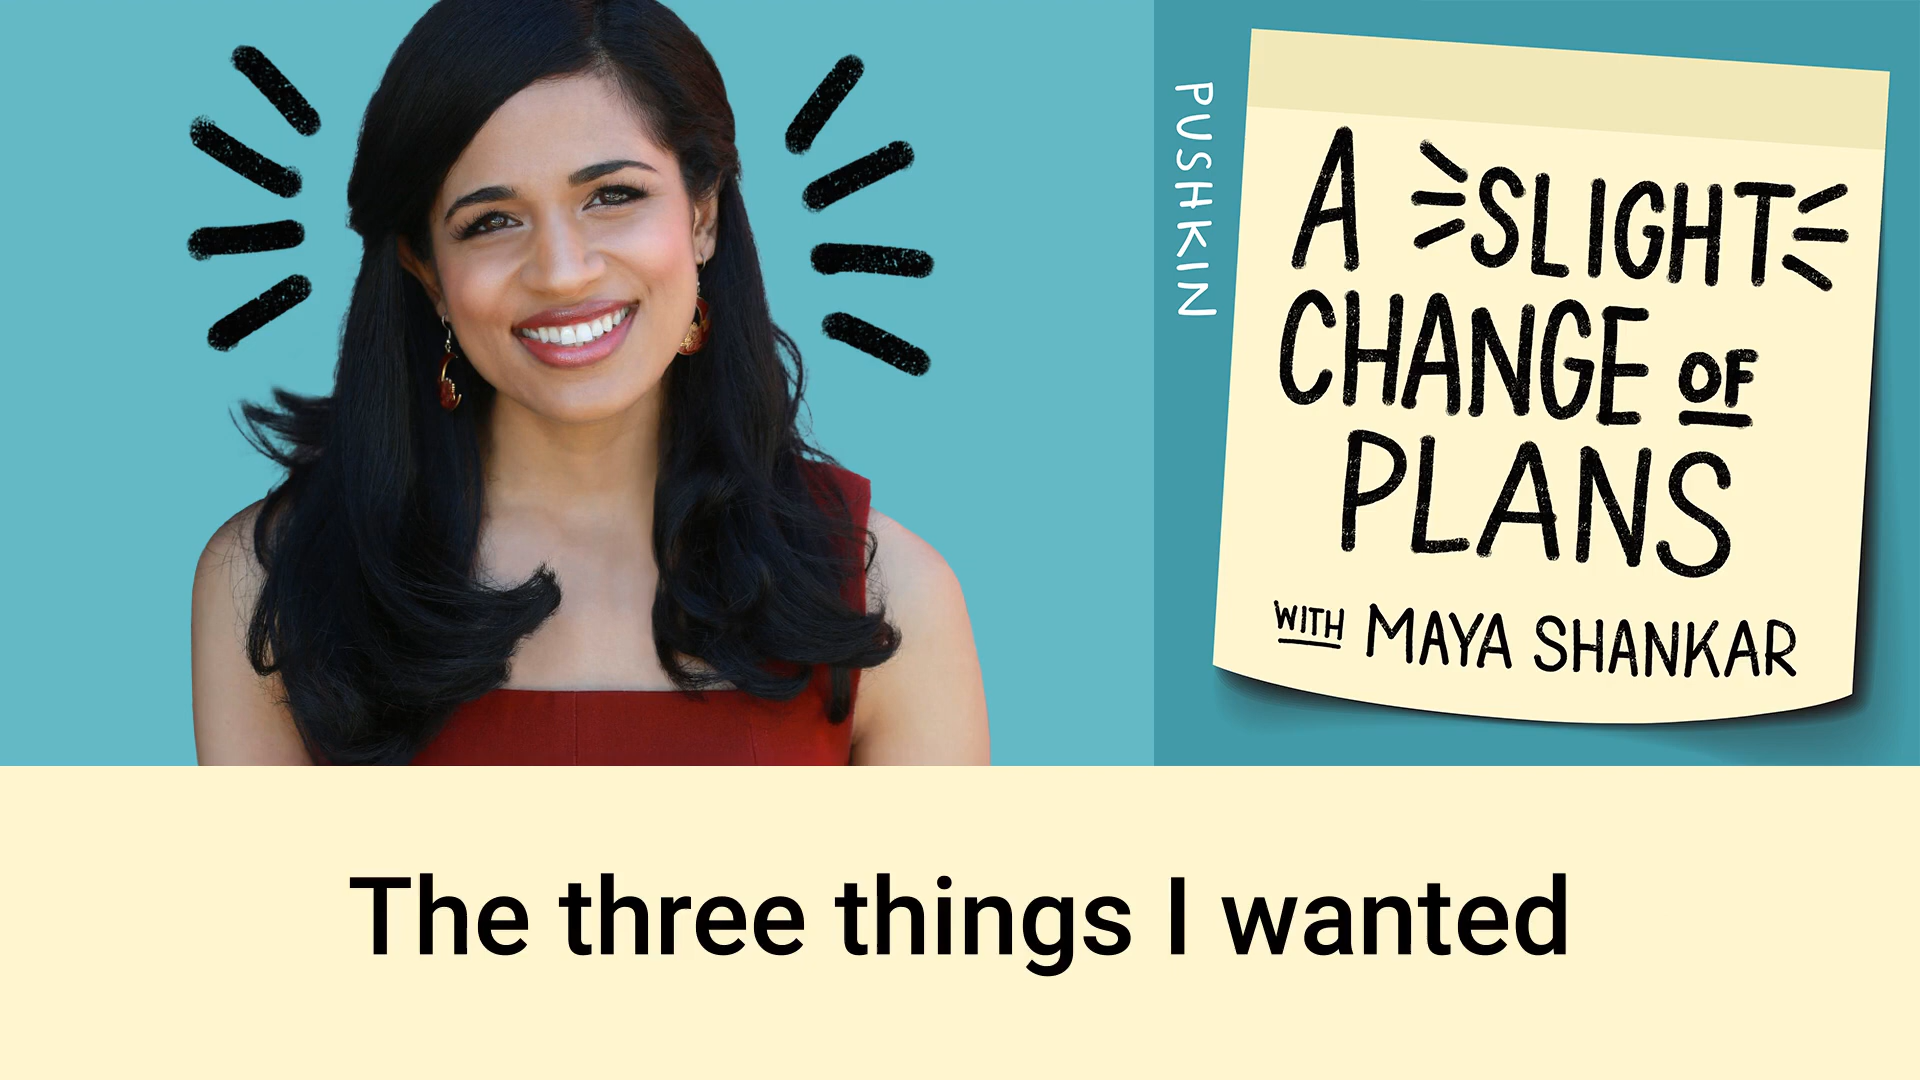 PUSHKIN
A SLIGHT
CHANGE OF
PLANS
WITH MAYA SHANKAR
The three things I wanted